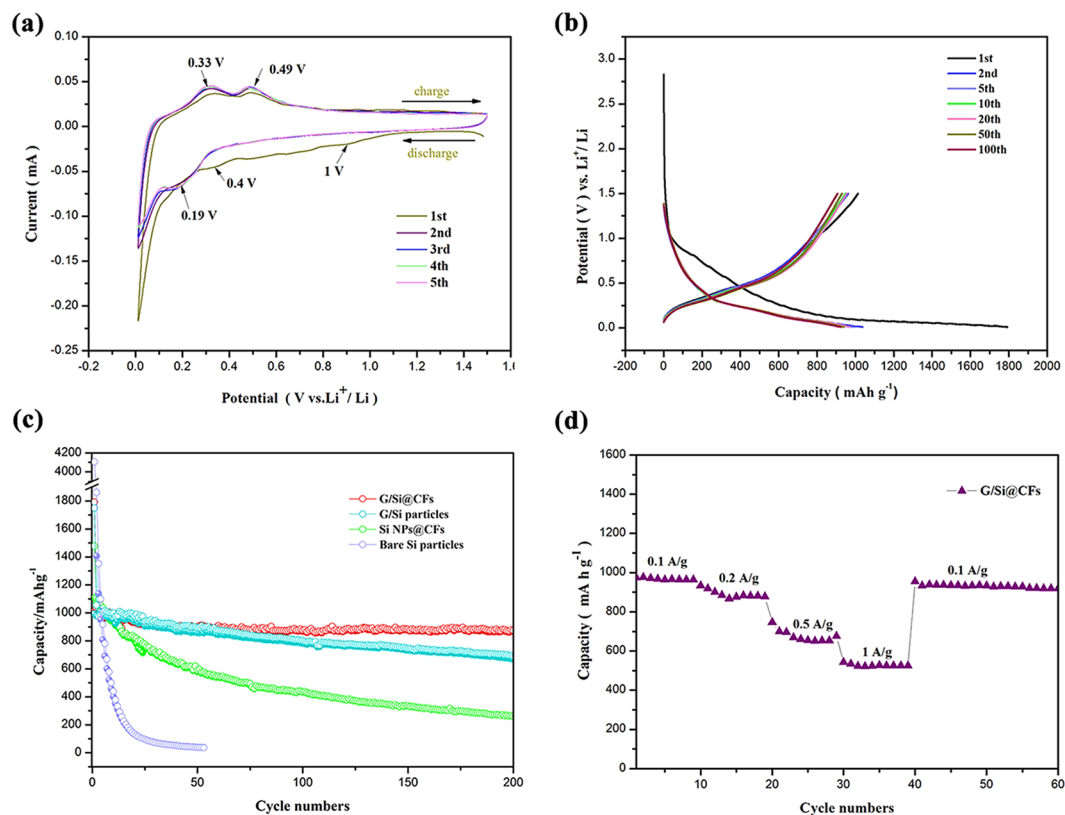 (a)
0.10
0.05
0.00
-0.05
-0.10
-0.15
-0.20
-0.25
Current ( mA)
0.33 V
0.49 V
charge
discharge
1 V
0.4 V
0.19 V
1st
2nd
3rd
4th
5th
-0.2 0.0 0.2 0.4 0.6 0.8 1.0 1.2 1.4 1.6
Potential ( V vs.Li+/ Li)
(b)
3.0
2.5
2.0
1.5
1.0
0.5
0.0
Potential ( V ) vs. Li+/ Li
1st
2nd
5th
10th
20th
50th
100th
-200 0 200 400 600 800 1000 1200 1400 1600 1800 2000
Capacity ( mAh g-1)
(c)
4200
4000
1800
1600
1400
1200
1000
800
600
400
200
0
Capacity/mAhg-1
G/Si@CFs
G/Si particles
Si NPs@CFs
Bare Si particles
0 50 100 150 200
Cycle numbers
(d)
1600
1400
1200
1000
800
600
400
200
0
Capacity ( mA h g-1)
G/Si@CFs
0.1 A/g
0.2 A/g
0.5 A/g
1 A/g
0.1 A/g
10 20 30 40 50 60
Cycle numbers